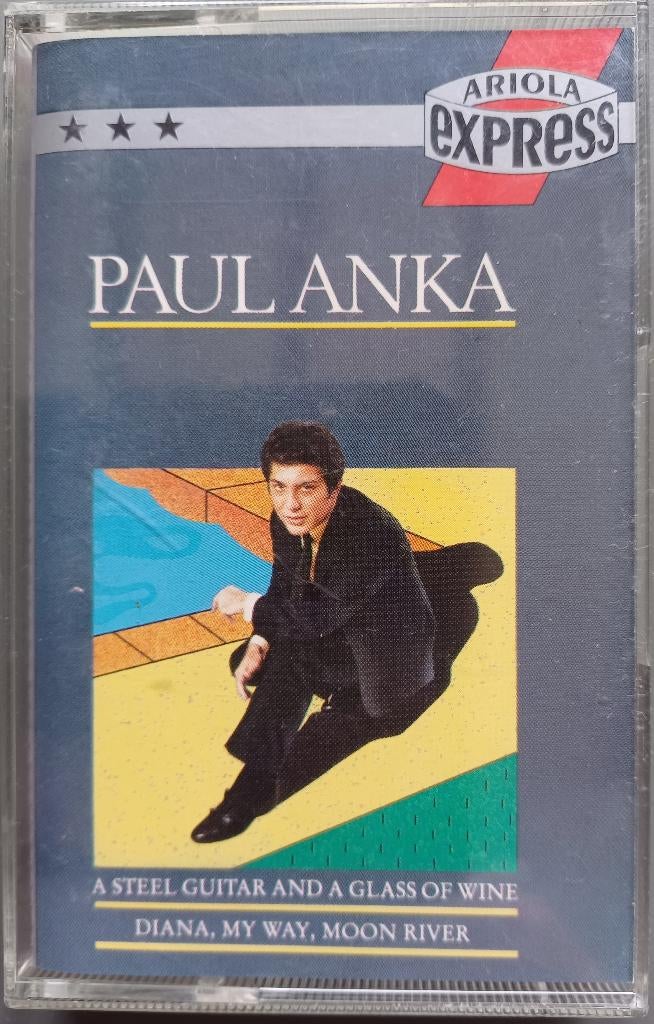 ARIOLA
EXPRESS
PAUL ANKA
A STEEL GUITAR AND A GLASS OF WINE
DIANA, MY WAY, MOON RIVER